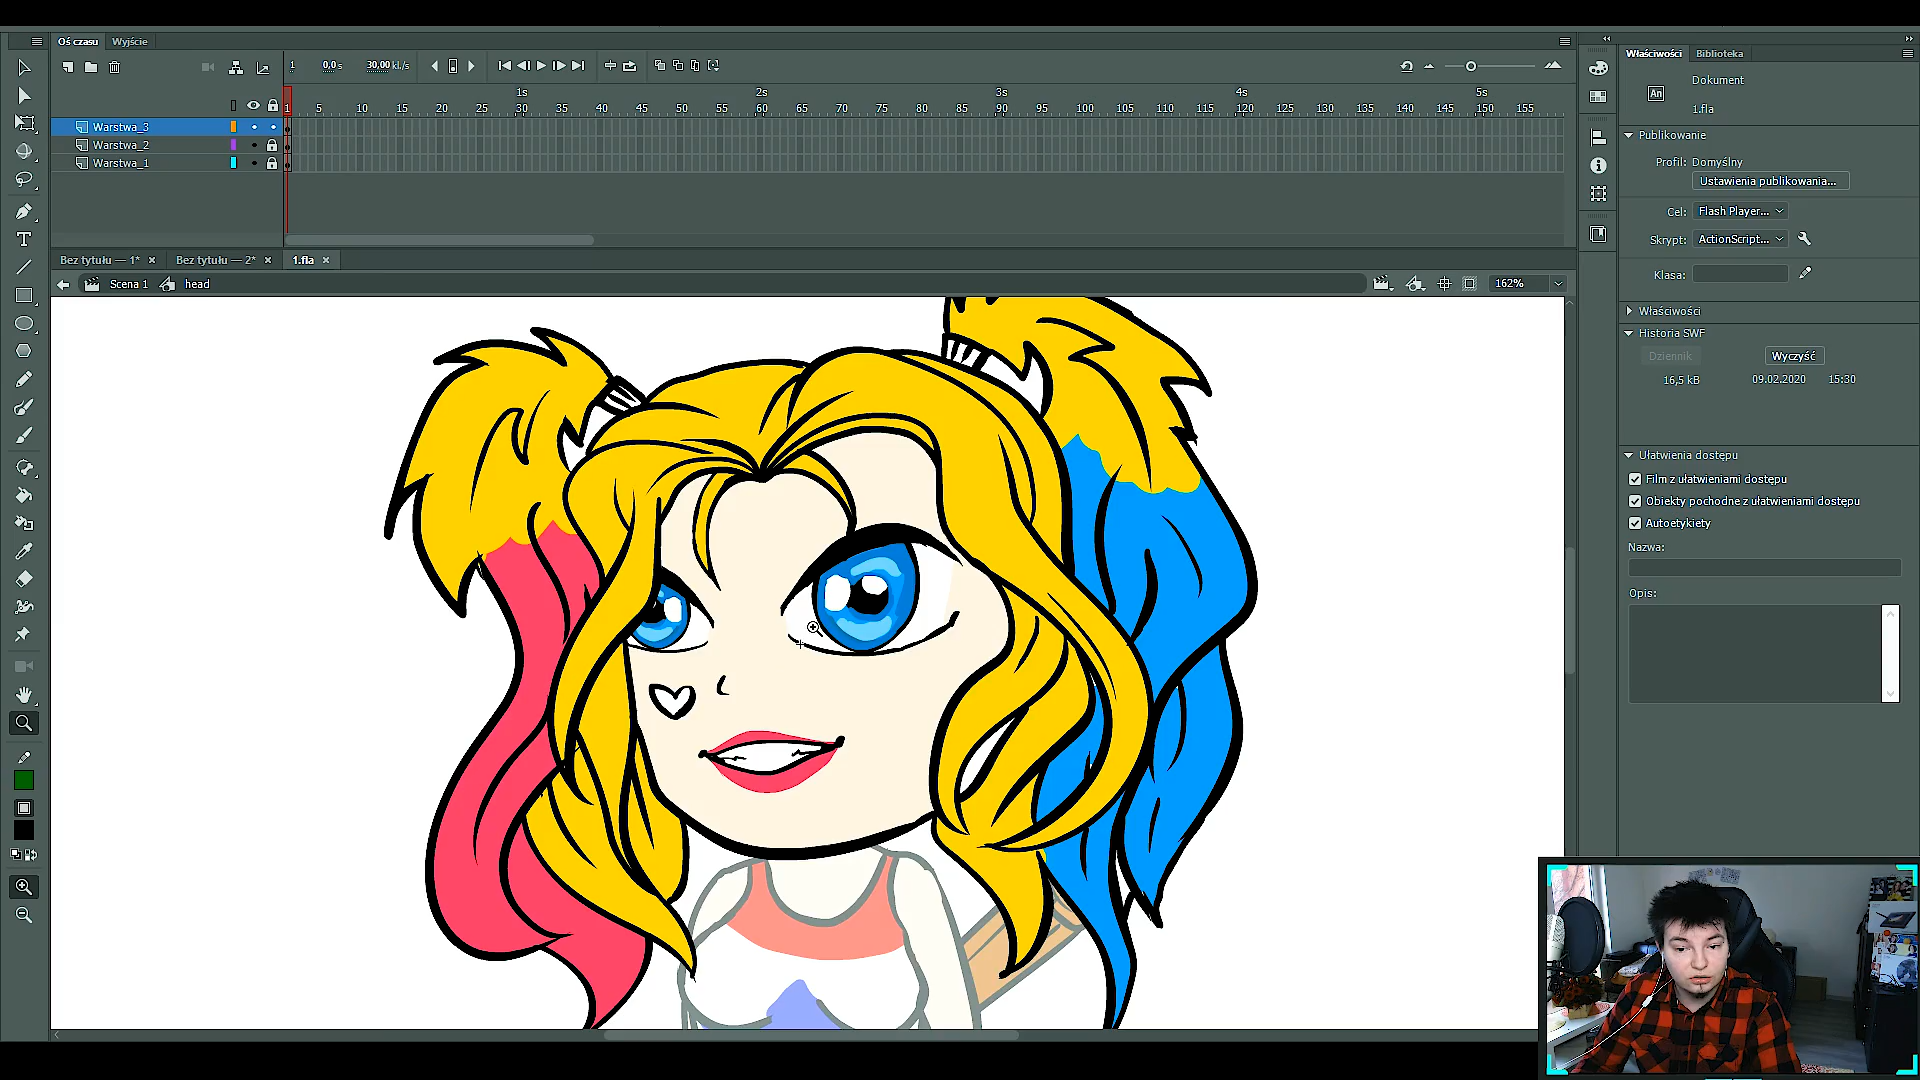 Oś czasu Wyjście
1 0,0 s 30,00 kl./s
1s 2s 3s 4s 5s
1 5 10 15 20 25 30 35 40 45 50 55 60 65 70 75 80 85 90 95 100 105 110 115 120 125 130 135 140 145 150 155
Warstwa_3
Warstwa_2
Warstwa_1
Bez tytułu — 1* × Bez tytułu — 2* × 1.fla ×
Scena 1 head 162%
Właściwości Biblioteka
Dokument
An
1.fla
Publikowanie
Profil: Domyślny
Ustawienia publikowania...
Cel: Flash Player...
Skrypt: ActionScript...
Klasa:
Właściwości
Historia SWF
Dziennik Wyczyść
16,5 kB 09.02.2020 15:30
Ułatwienia dostępu
Film z ułatwieniami dostępu
Obiekty pochodne z ułatwieniami dostępu
Autoetykiety
Nazwa:
Opis: